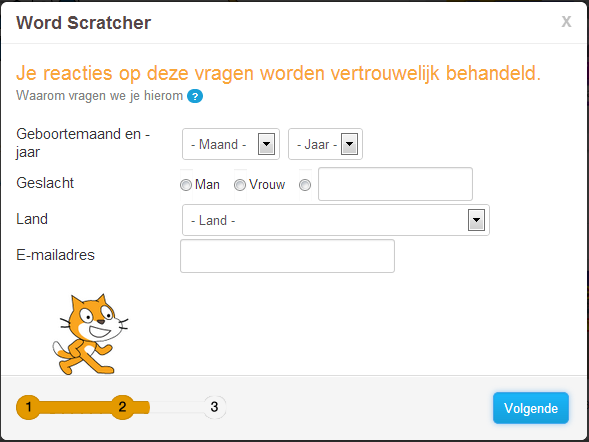 Word Scratcher
x
Je reacties op deze vragen worden vertrouwelijk behandeld.
Waarom vragen we je hierom ?
Geboortemaand en -
jaar
- Maand -
- Jaar -
Geslacht
Man
Vrouw
Land
- Land -
E-mailadres
1
2
3
Volgende